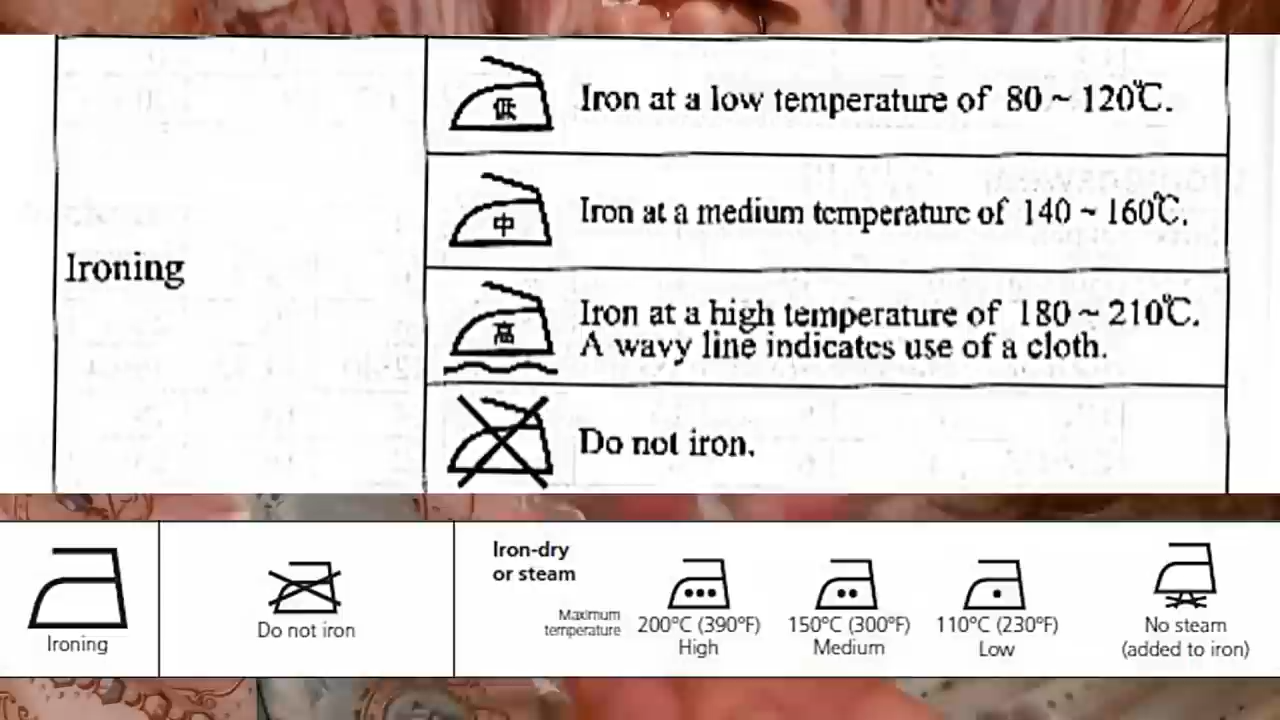 低 Iron at a low temperature of 80 ~ 120℃.
中 Iron at a medium temperature of 140 ~ 160℃.
Ironing
高 Iron at a high temperature of 180 ~ 210℃.
A wavy line indicates use of a cloth.
Do not iron.
Ironing
Do not iron
Iron-dry
or steam
Maximum
temperature
200°C (390°F)
High
150°C (300°F)
Medium
110°C (230°F)
Low
No steam
(added to iron)